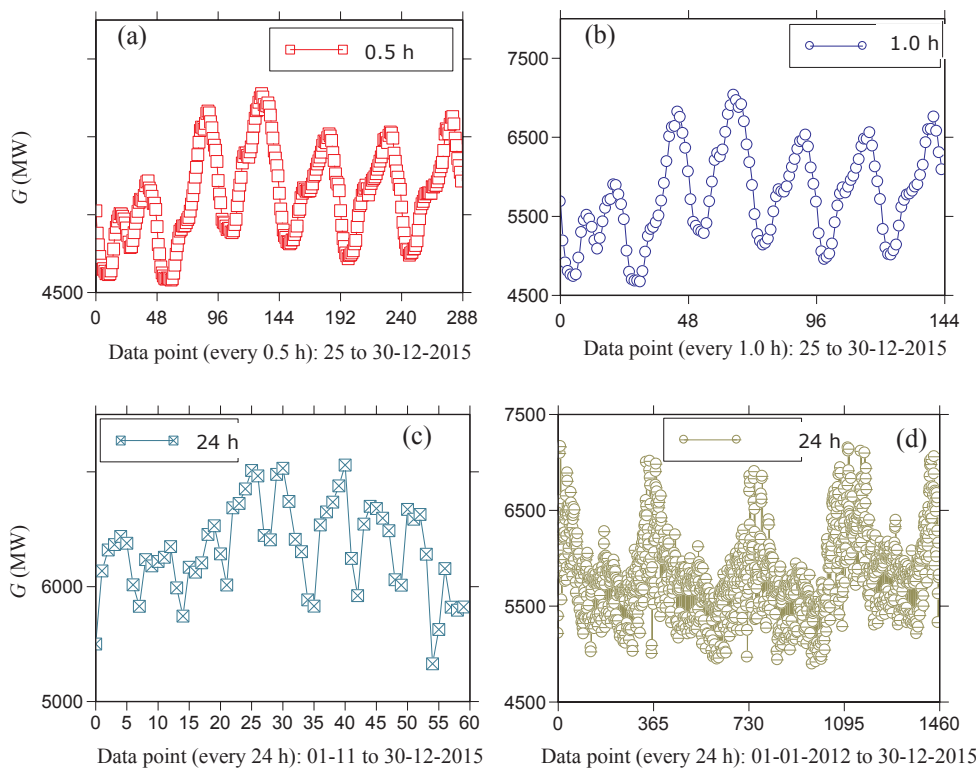 (a)
0.5 h
G (MW)
4500
0 48 96 144 192 240 288
Data point (every 0.5 h): 25 to 30-12-2015
(b)
1.0 h
7500
6500
5500
4500
0 48 96 144
Data point (every 1.0 h): 25 to 30-12-2015
(c)
24 h
G (MW)
6000
5000
0 5 10 15 20 25 30 35 40 45 50 55 60
Data point (every 24 h): 01-11 to 30-12-2015
(d)
24 h
7500
6500
5500
4500
0 365 730 1095 1460
Data point (every 24 h): 01-01-2012 to 30-12-2015